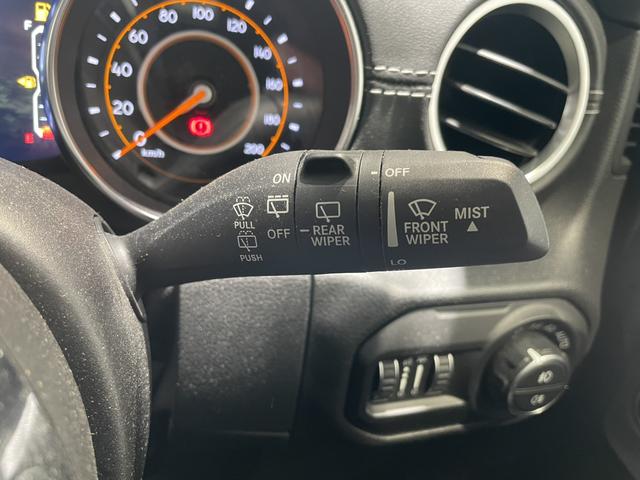 F
20
40
60
80
100
120
140
160
200
0
km/h
ON
OFF
PULL
PUSH
OFF
REAR
WIPER
OFF
FRONT
WIPER
MIST
LO